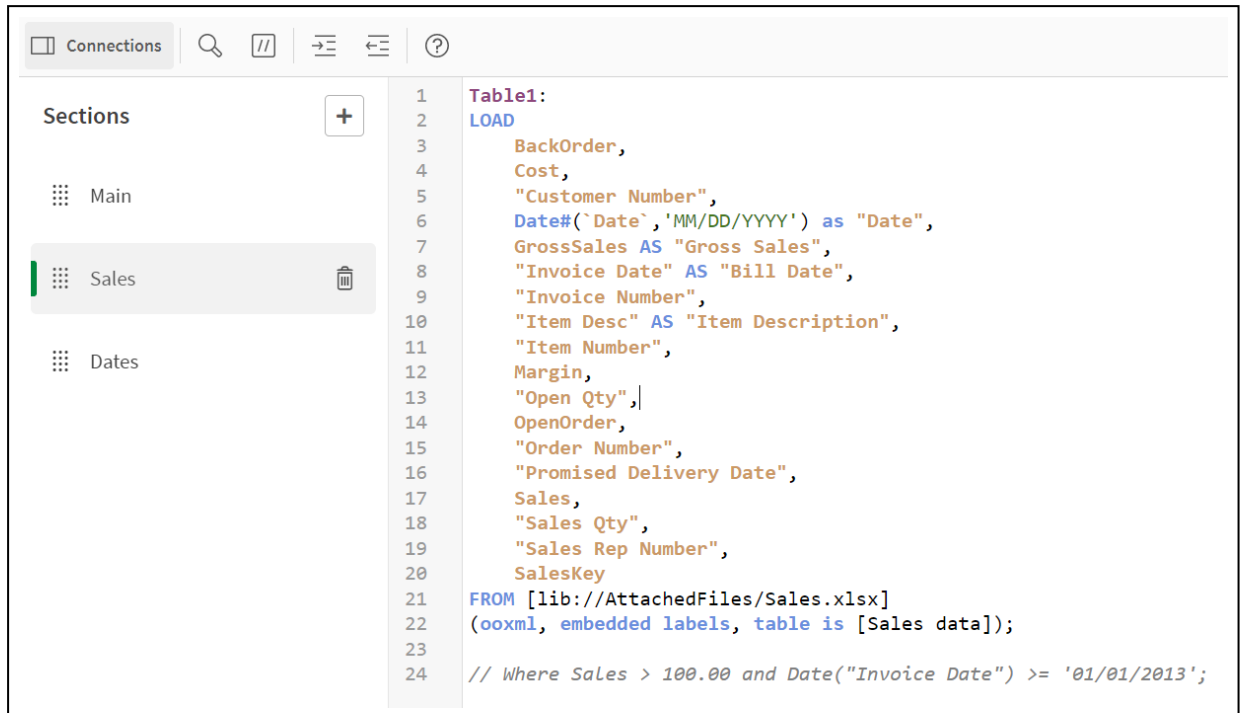 Connections
Sections
+
Main
Sales
Dates
1 Table1:
2 LOAD
3 BackOrder,
4 Cost,
5 "Customer Number",
6 Date#(`Date`,'MM/DD/YYYY') as "Date",
7 GrossSales AS "Gross Sales",
8 "Invoice Date" AS "Bill Date",
9 "Invoice Number",
10 "Item Desc" AS "Item Description",
11 "Item Number",
12 Margin,
13 "Open Qty",
14 OpenOrder,
15 "Order Number",
16 "Promised Delivery Date",
17 Sales,
18 "Sales Qty",
19 "Sales Rep Number",
20 SalesKey
21 FROM [lib://AttachedFiles/Sales.xlsx]
22 (ooxml, embedded labels, table is [Sales data]);
23
24 // Where Sales > 100.00 and Date("Invoice Date") >= '01/01/2013';